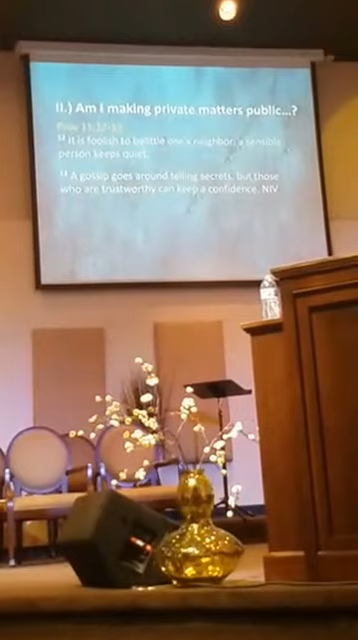 II.) Am I making private matters public...?
Prov 11:12-13
12 It is foolish to belittle one's neighbor; a sensible
person keeps quiet.
13 A gossip goes around telling secrets, but those
who are trustworthy can keep a confidence. NIV